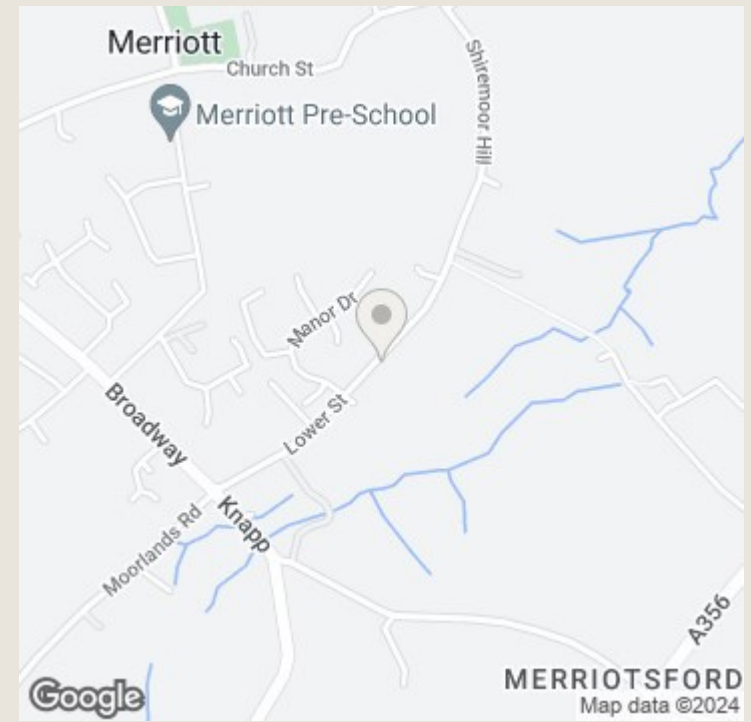 Merriott
Church St
Shiremoor Hill
Merriott Pre-School
Manor Dr
Broadway
Lower St
Knapp
Moorlands Rd
A356
MERRIOTSFORD
Google
Map data ©2024